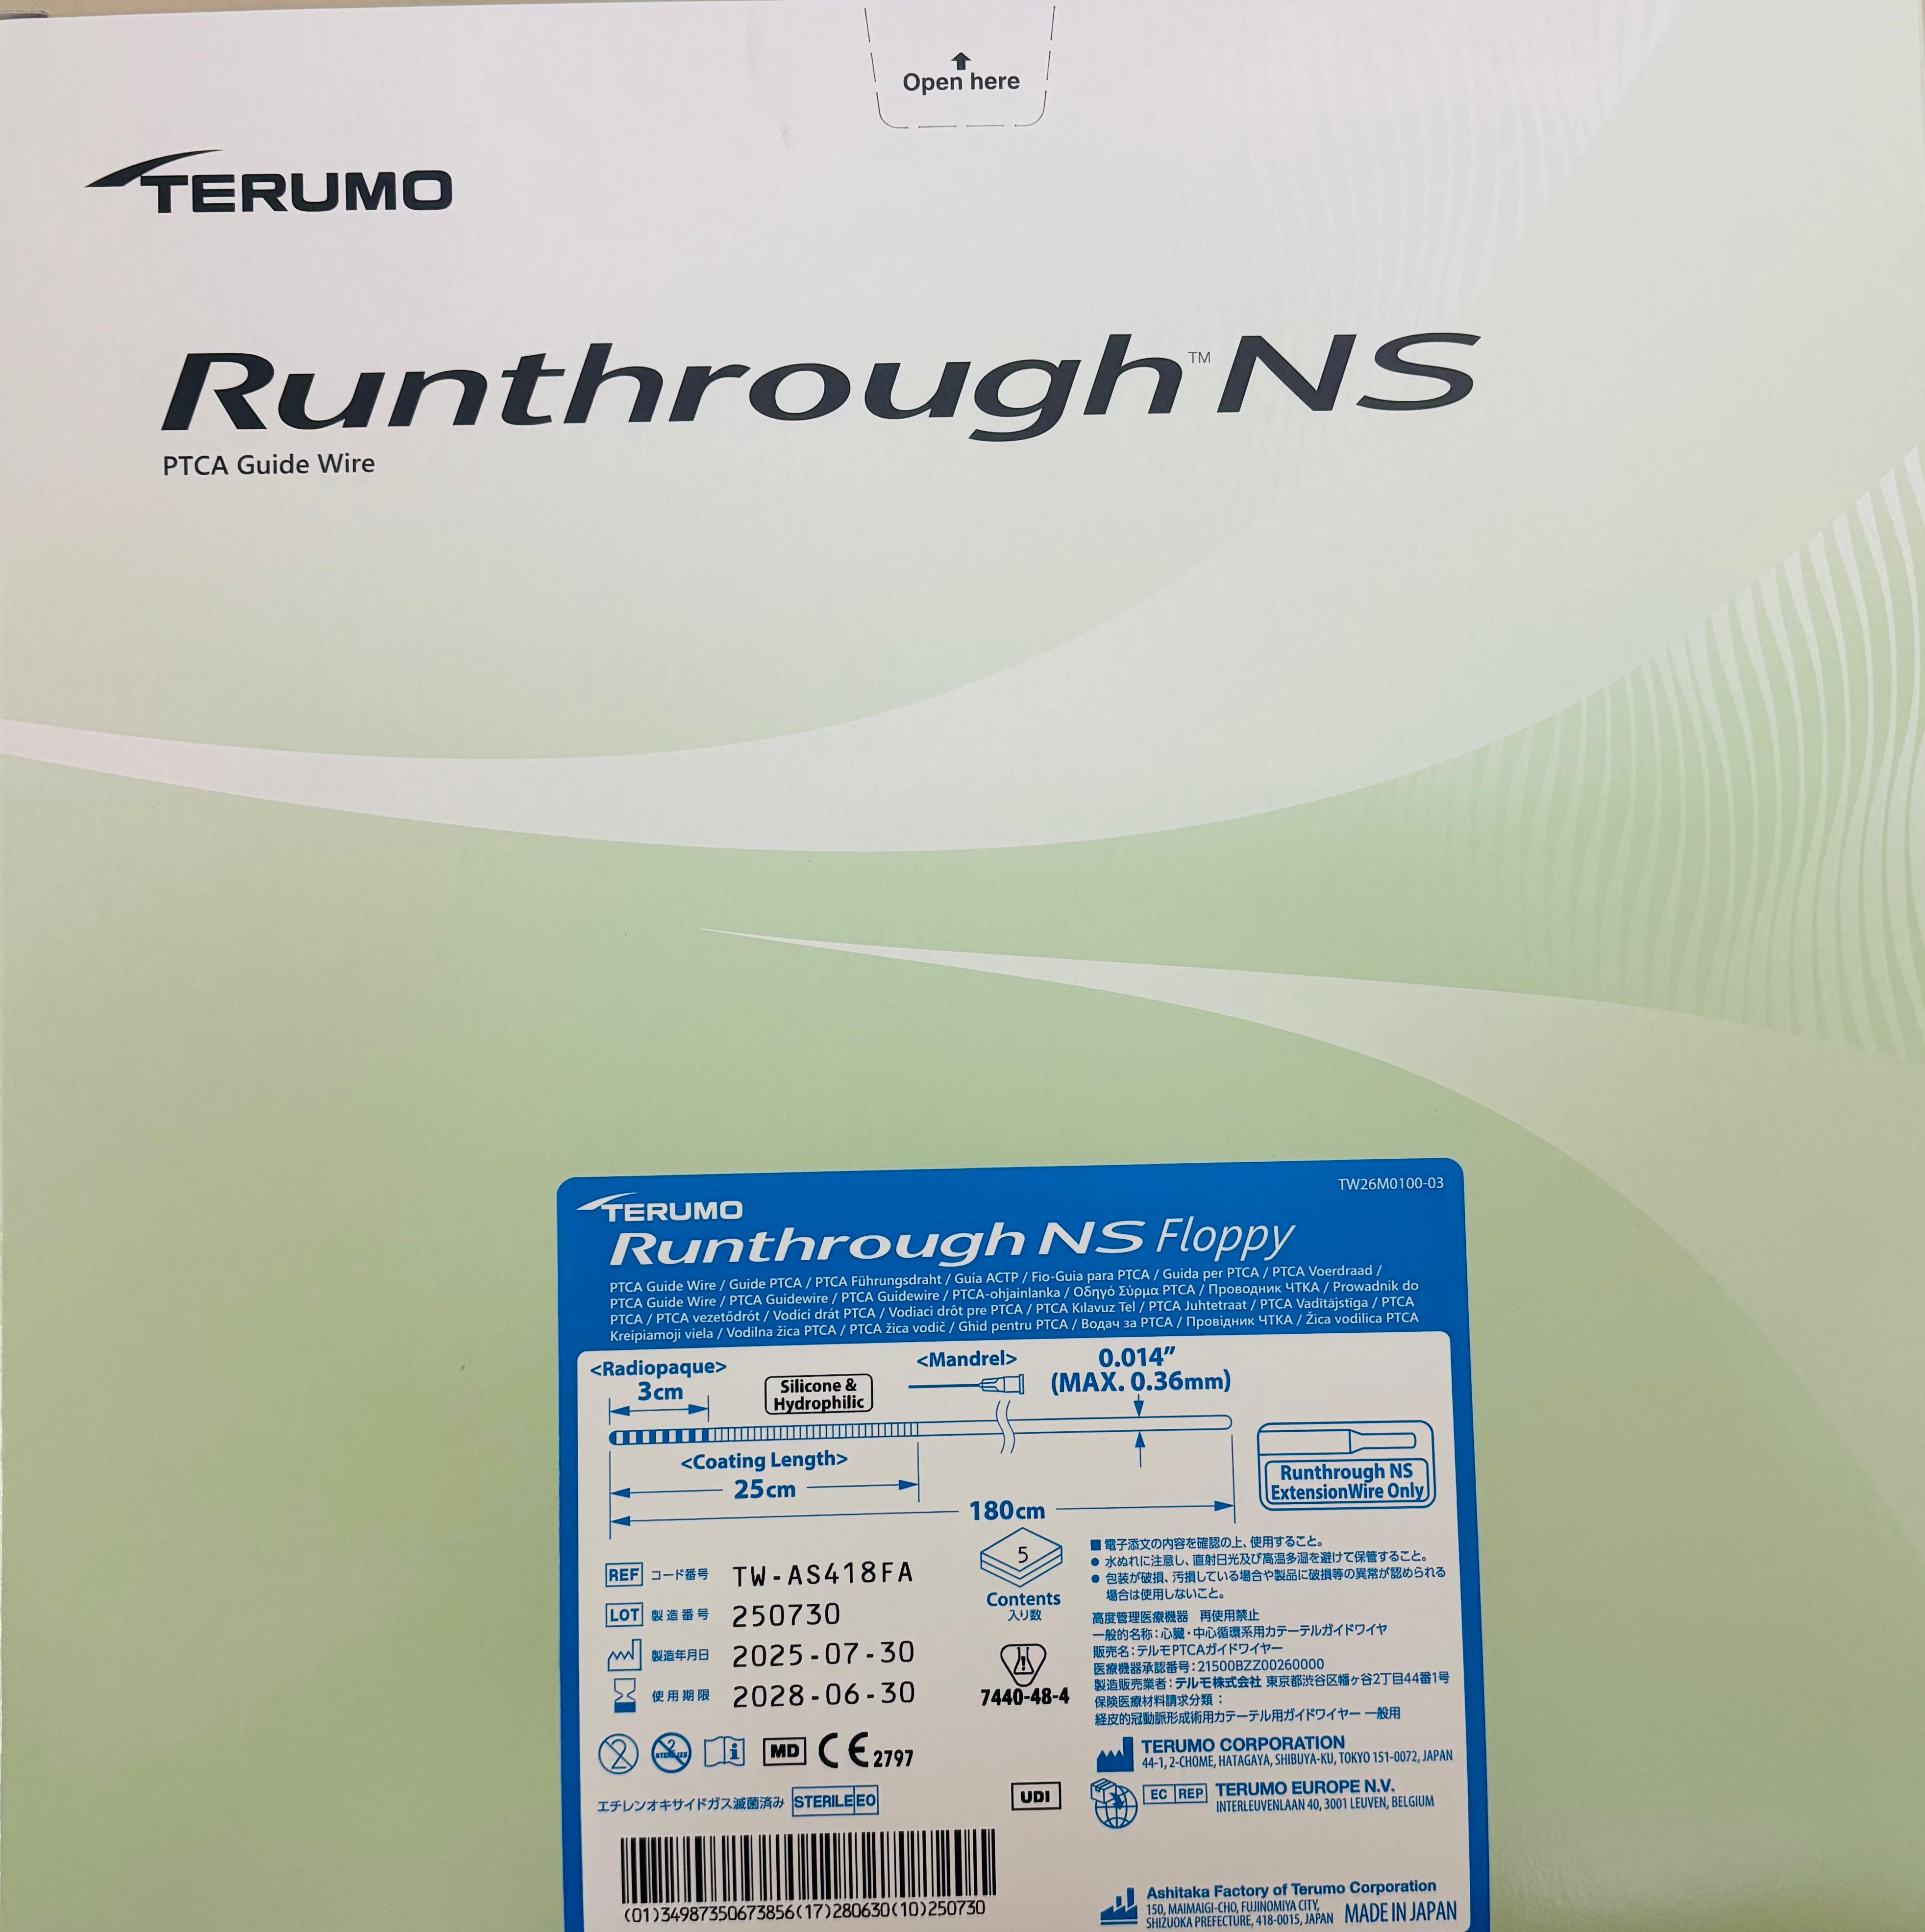 Open here
TERUMO
Runthrough™ NS
PTCA Guide Wire
TW26M0100-03
TERUMO
Runthrough NS Floppy
PTCA Guide Wire / Guide PTCA / PTCA Führungsdraht / Guía ACTP / Fio-Guia para PTCA / Guida per PTCA / PTCA Voerdraad /
PTCA Guide Wire / PTCA Guidewire / PTCA Guidewire / PTCA-ohjainlanka / Οδηγό Σύρμα PTCA / Проводник ЧТКА / Prowadnik do
PTCA / PTCA vezetődrót / Vodicí drát PTCA / Vodiaci drôt pre PTCA / PTCA Kılavuz Tel / PTCA Juhtetraat / PTCA Vadītājstīga / PTCA
Kreipiamoji viela / Vodilna žica PTCA / PTCA žica vodič / Ghid pentru PTCA / Водач за PTCA / Провідник ЧТКА / Žica vodilica PTCA
<Radiopaque>
3cm
Silicone &
Hydrophilic
<Mandrel>
0.014”
(MAX. 0.36mm)
<Coating Length>
25cm
180cm
Runthrough NS
ExtensionWire Only
REF コード番号 TW-AS418FA
LOT 製造番号 250730
製造年月日 2025-07-30
使用期限 2028-06-30
5
Contents
入り数
7440-48-4
■ 電子添文の内容を確認の上、使用すること。
● 水ぬれに注意し、直射日光及び高温多湿を避けて保管すること。
● 包装が破損、汚損している場合や製品に破損等の異常が認められる
場合は使用しないこと。
高度管理医療機器 再使用禁止
一般的名称：心臓・中心循環系用カテーテルガイドワイヤ
販売名：テルモPTCAガイドワイヤー
医療機器承認番号：21500BZZ00260000
製造販売業者：テルモ株式会社 東京都渋谷区幡ヶ谷2丁目44番1号
保険医療材料請求分類：
経皮的冠動脈形成術用カテーテル用ガイドワイヤー 一般用
2 2 STERILIZE i MD CE 2797
エチレンオキサイドガス滅菌済み STERILE EO
UDI
TERUMO CORPORATION
44-1, 2-CHOME, HATAGAYA, SHIBUYA-KU, TOKYO 151-0072, JAPAN
EC REP TERUMO EUROPE N.V.
INTERLEUVENLAAN 40, 3001 LEUVEN, BELGIUM
(01)34987350673856(17)280630(10)250730
Ashitaka Factory of Terumo Corporation
150, MAIMAIGI-CHO, FUJINOMIYA CITY,
SHIZUOKA PREFECTURE, 418-0015, JAPAN MADE IN JAPAN